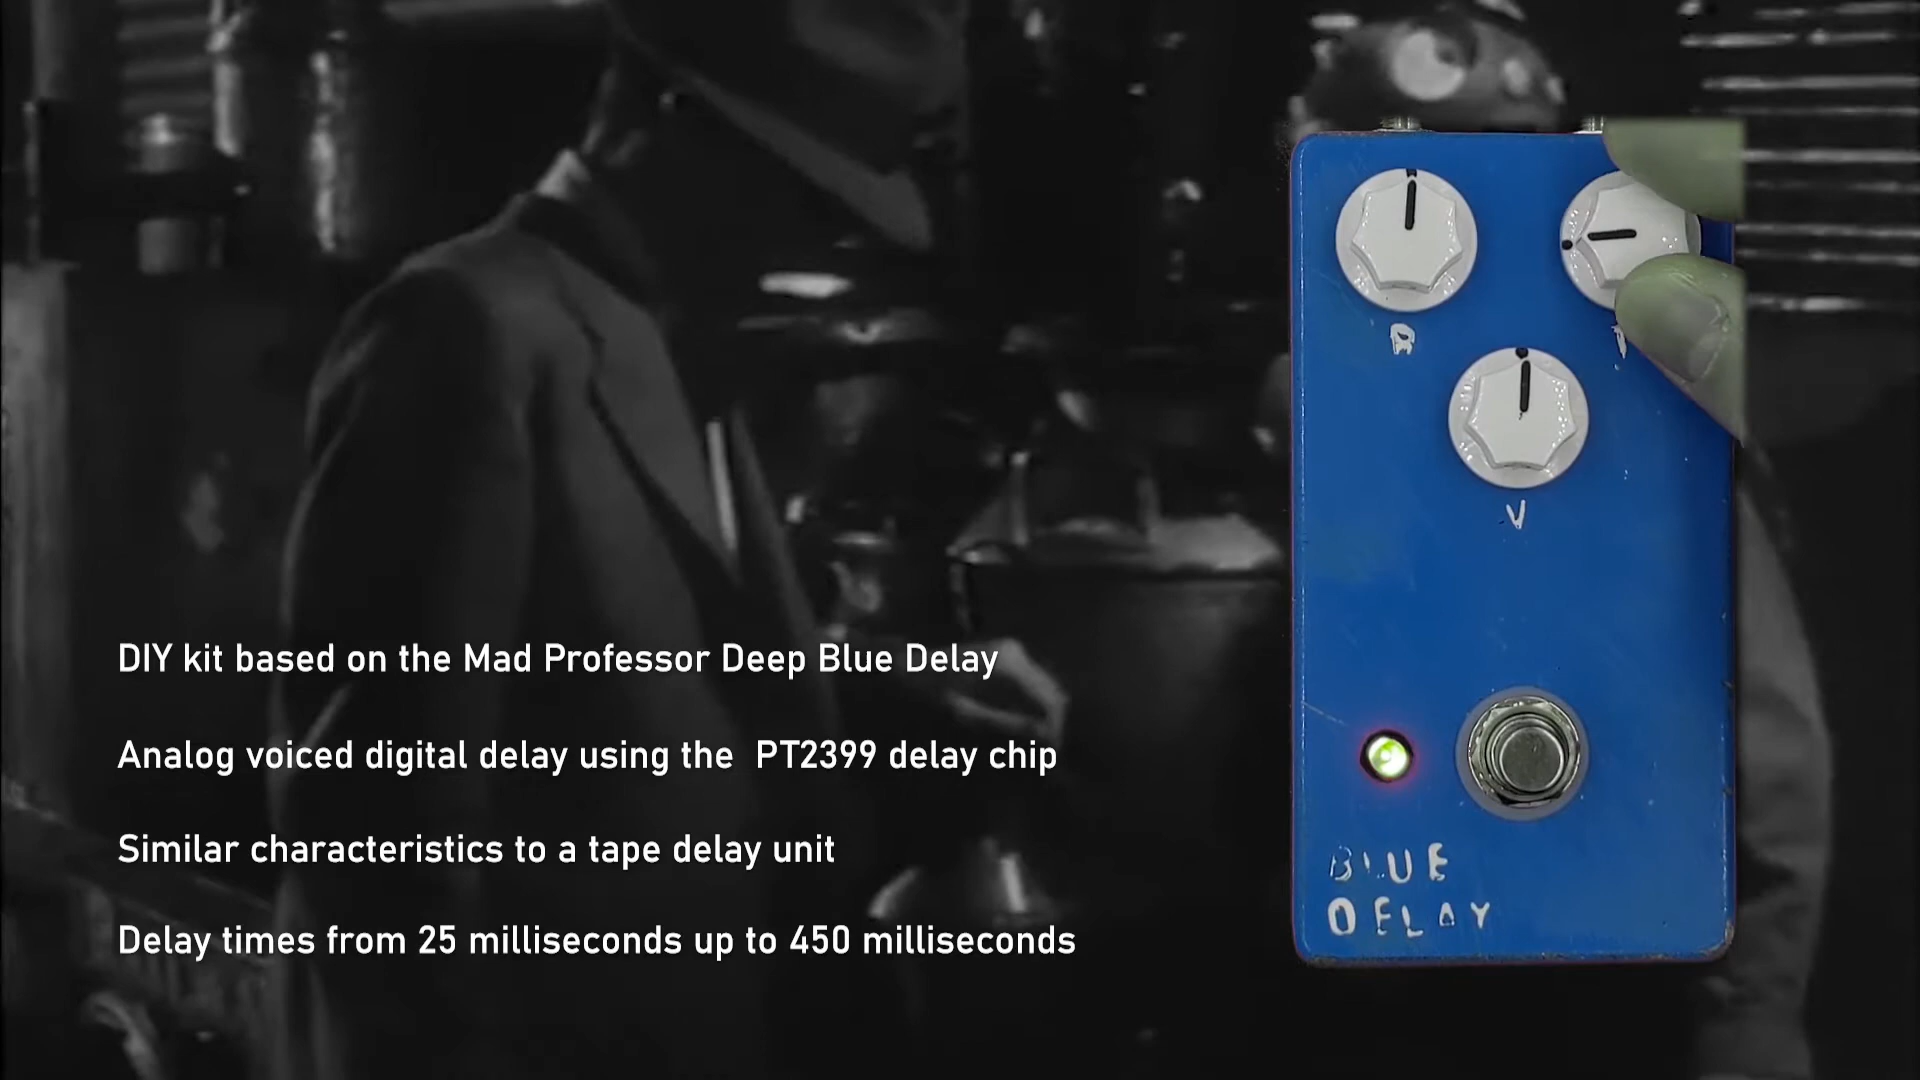 R
V
DIY kit based on the Mad Professor Deep Blue Delay
Analog voiced digital delay using the  PT2399 delay chip
Similar characteristics to a tape delay unit
Delay times from 25 milliseconds up to 450 milliseconds
BLUE
DELAY